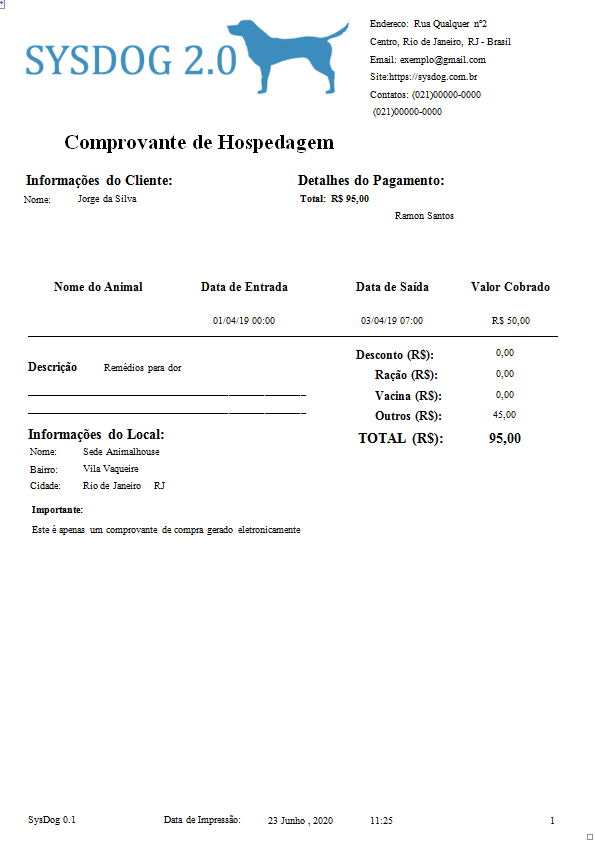 SYSDOG 2.0
Endereco: Rua Qualquer nº2
Centro, Rio de Janeiro, RJ - Brasil
Email: exemplo@gmail.com
Site:https://sysdog.com.br
Contatos: (021)00000-0000
(021)00000-0000
Comprovante de Hospedagem
Informações do Cliente:
Nome: Jorge da Silva
Detalhes do Pagamento:
Total: R$ 95,00
Ramon Santos
Nome do Animal Data de Entrada Data de Saída Valor Cobrado
01/04/19 00:00 03/04/19 07:00 R$ 50,00
Descrição Remédios para dor
Desconto (R$): 0,00
Ração (R$): 0,00
Vacina (R$): 0,00
Outros (R$): 45,00
TOTAL (R$): 95,00
Informações do Local:
Nome: Sede Animalhouse
Bairro: Vila Vaqueire
Cidade: Rio de Janeiro RJ
Importante:
Este é apenas um comprovante de compra gerado eletronicamente
SysDog 0.1 Data de Impressão: 23 Junho , 2020 11:25 1